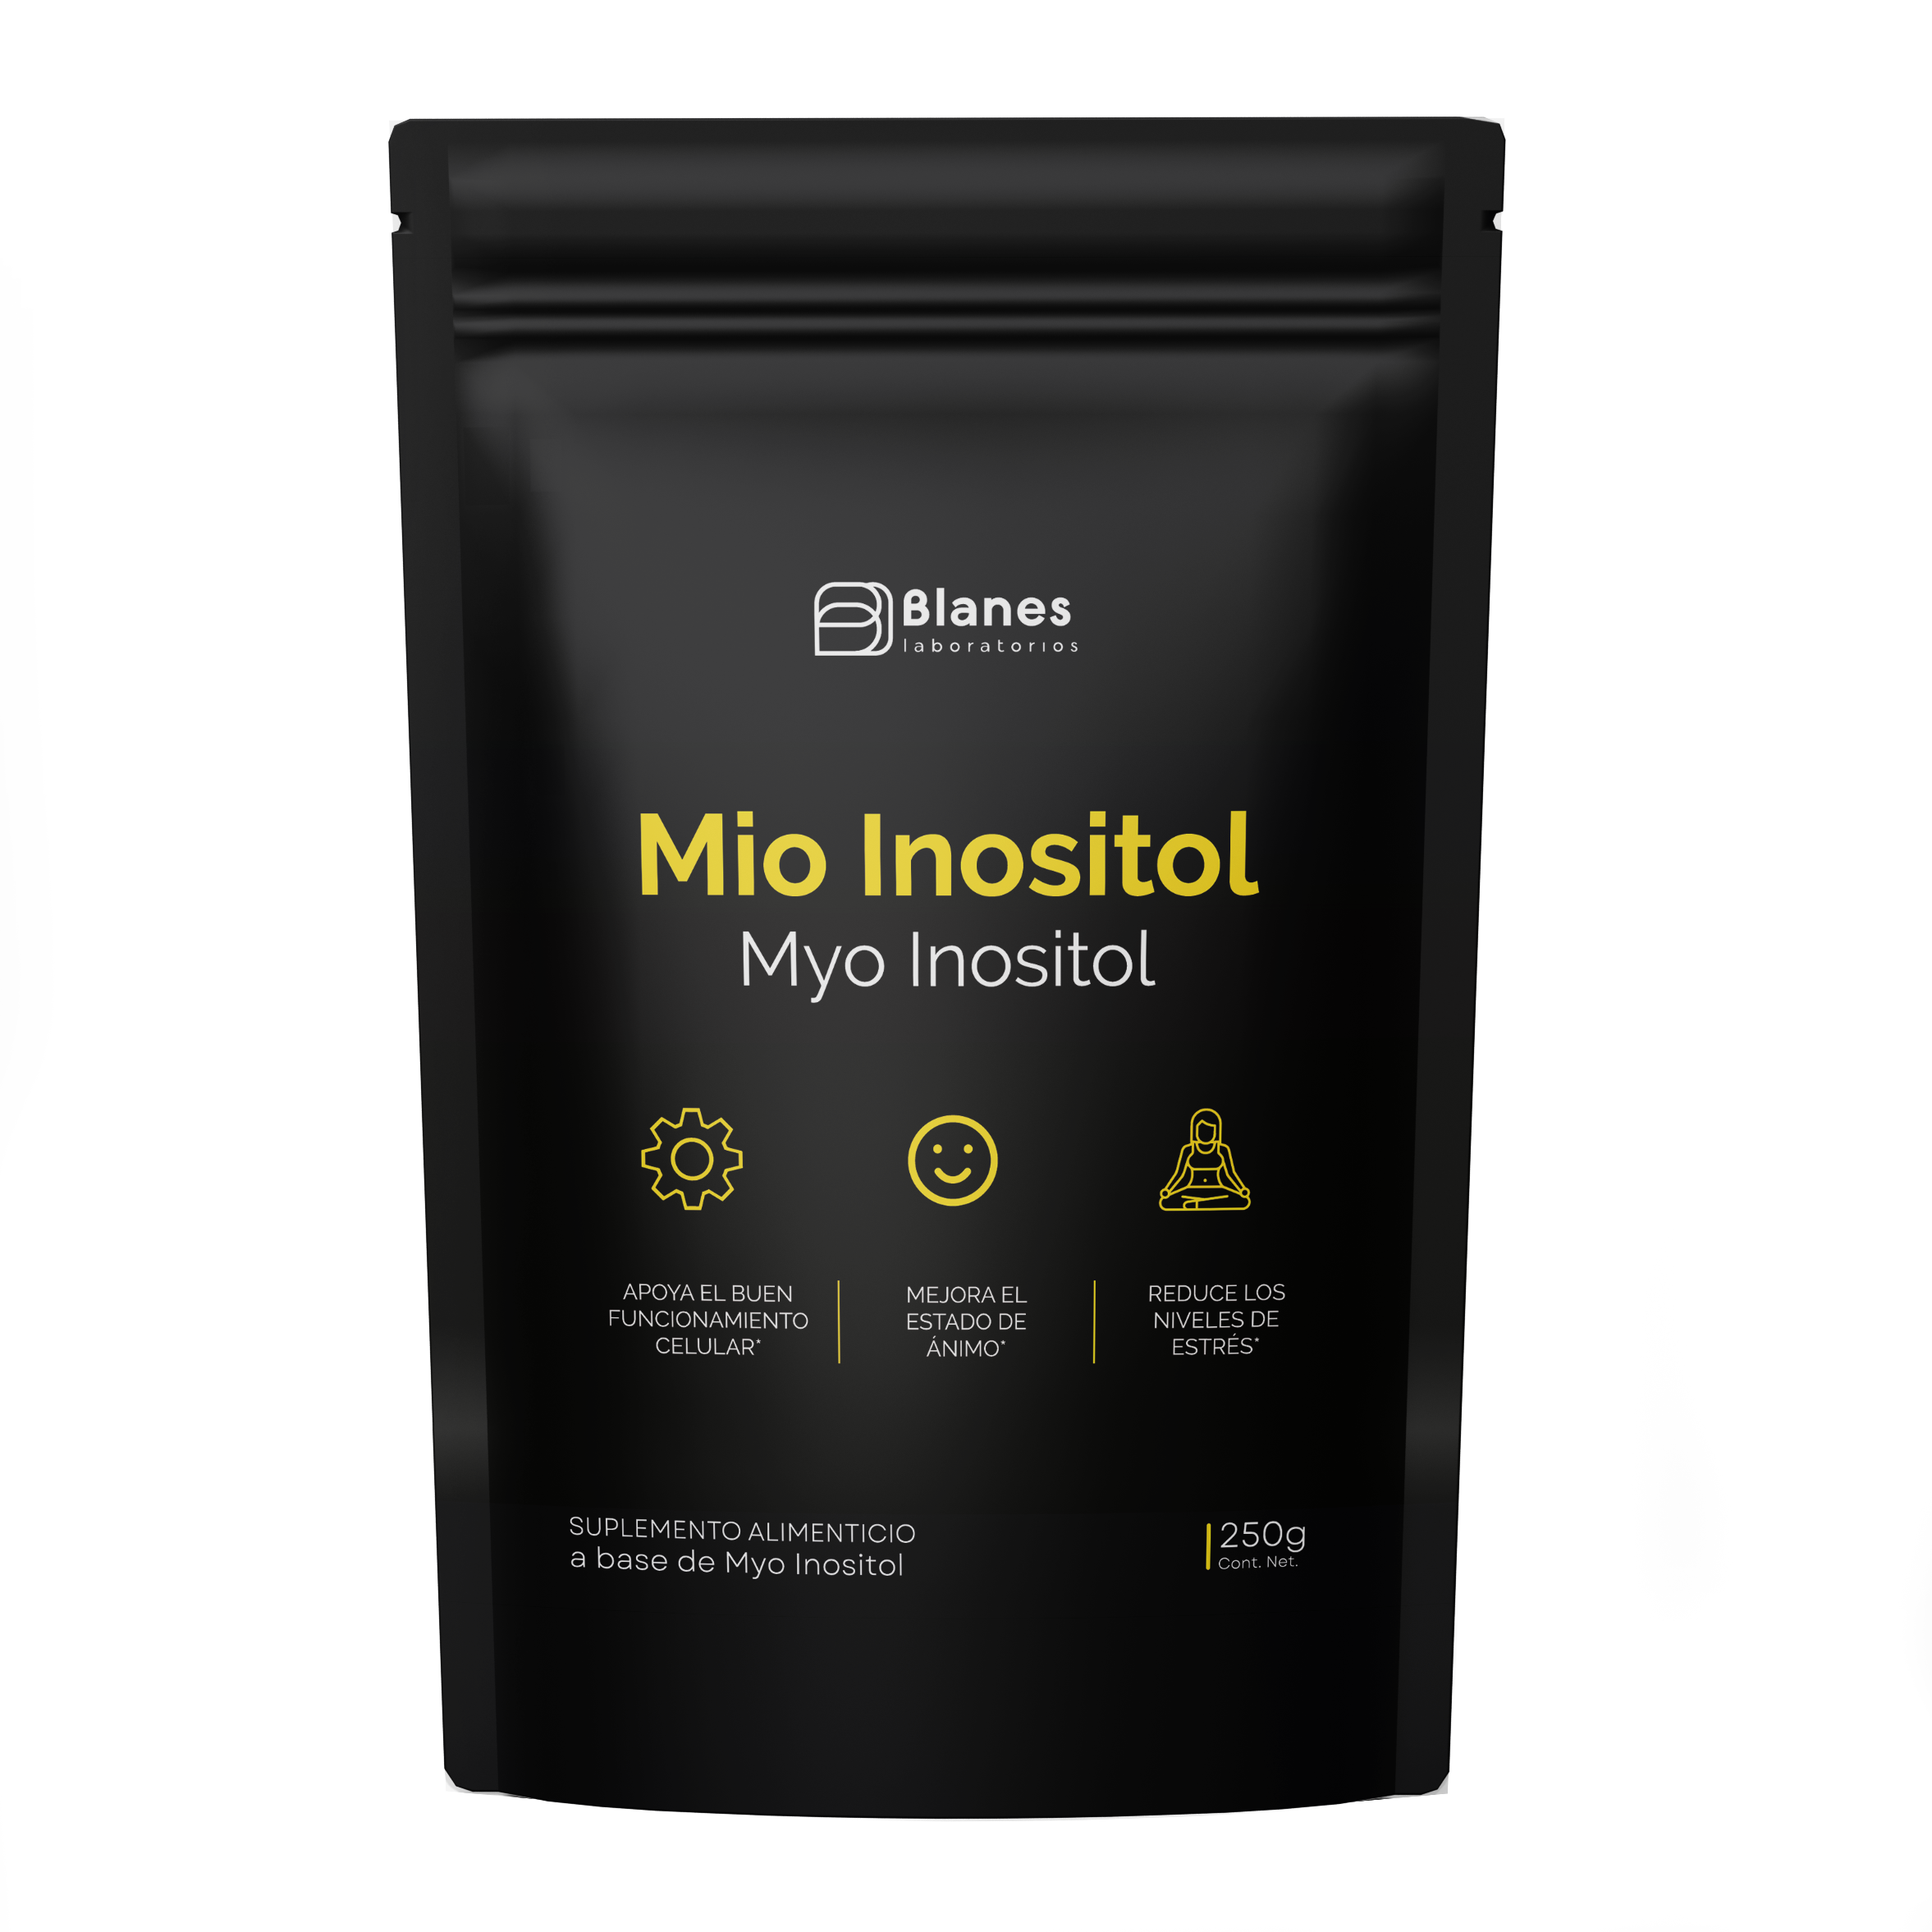 Blanes
laboratorios
Mio Inositol
Myo Inositol
APOYA EL BUEN
FUNCIONAMIENTO
CELULAR*
MEJORA EL
ESTADO DE
ÁNIMO*
REDUCE LOS
NIVELES DE
ESTRÉS*
SUPLEMENTO ALIMENTICIO
a base de Myo Inositol
250g
Cont. Net.